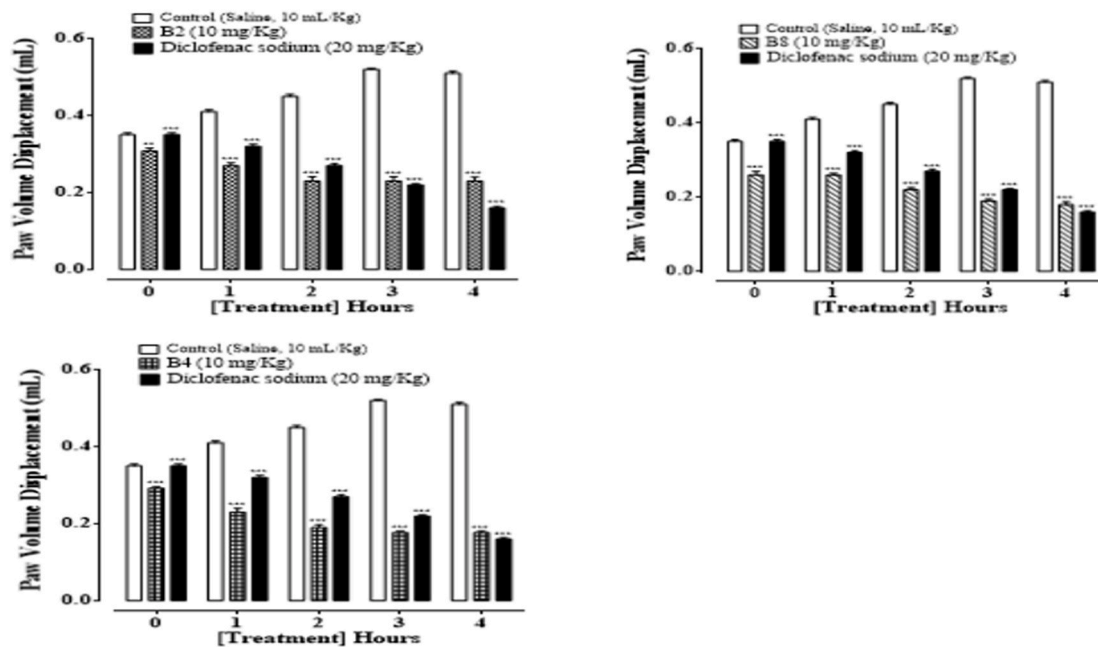 Control (Saline, 10 mL/Kg)
B2 (10 mg/Kg)
Diclofenac sodium (20 mg/Kg)
Paw Volume Displacement (mL)
0.6
0.4
0.2
0.0
** *** *** *** *** *** *** *** *** ***
0 1 2 3 4
[Treatment] Hours
Control (Saline, 10 mL/Kg)
B8 (10 mg/Kg)
Diclofenac sodium (20 mg/Kg)
Paw Volume Displacement (mL)
0.6
0.4
0.2
0.0
*** *** *** *** *** *** *** *** *** ***
0 1 2 3 4
[Treatment] Hours
Control (Saline, 10 mL/Kg)
B4 (10 mg/Kg)
Diclofenac sodium (20 mg/Kg)
Paw Volume Displacement (mL)
0.6
0.4
0.2
0.0
*** *** *** *** *** *** *** *** *** ***
0 1 2 3 4
[Treatment] Hours